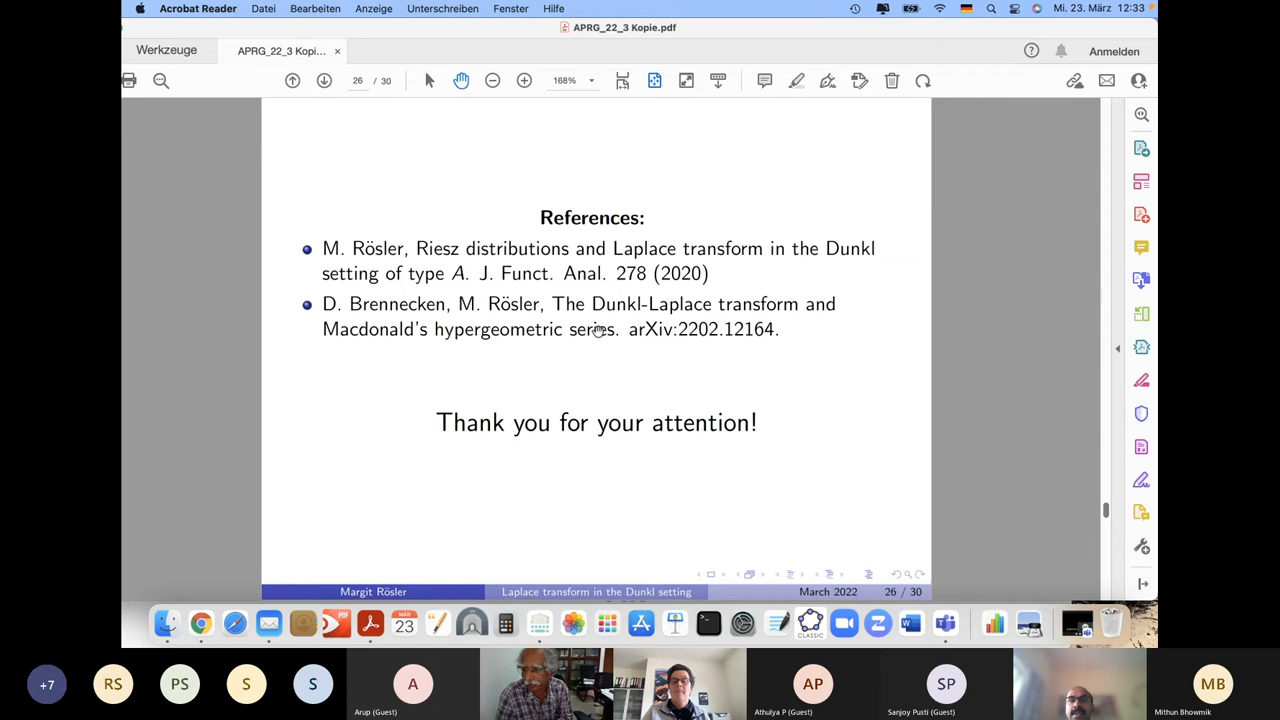 Acrobat Reader Datei Bearbeiten Anzeige Unterschreiben Fenster Hilfe Mi. 23. März 12:33
APRG_22_3 Kopie.pdf
Werkzeuge APRG_22_3 Kopi... × Anmelden
26 / 30 168%
References:
M. Rösler, Riesz distributions and Laplace transform in the Dunkl
setting of type A. J. Funct. Anal. 278 (2020)
D. Brennecken, M. Rösler, The Dunkl-Laplace transform and
Macdonald's hypergeometric series. arXiv:2202.12164.
Thank you for your attention!
Margit Rösler Laplace transform in the Dunkl setting March 2022 26 / 30
PDF MÄRZ 23 CLASSIC
+7 RS PS S S A AP SP MB
Arup (Guest) Athulya P (Guest) Sanjoy Pusti (Guest) Mithun Bhowmik